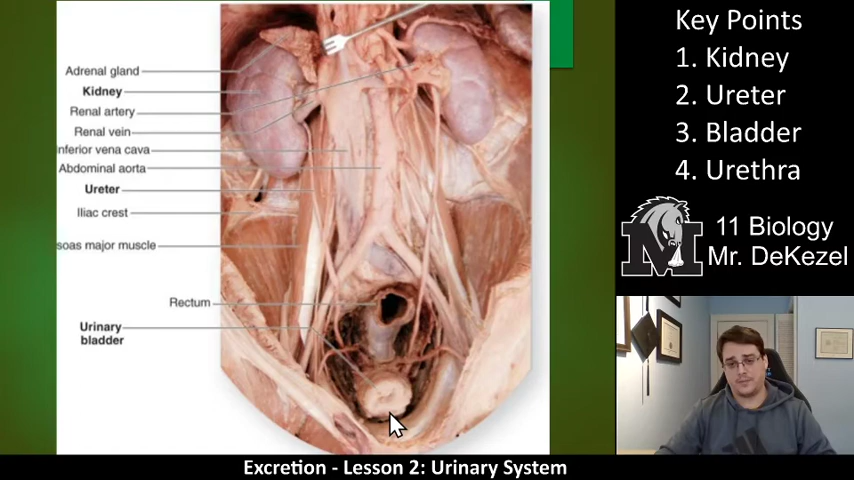 Adrenal gland
Kidney
Renal artery
Renal vein
nferior vena cava
Abdominal aorta
Ureter
Iliac crest
soas major muscle
Rectum
Urinary
bladder
Key Points
1. Kidney
2. Ureter
3. Bladder
4. Urethra
M
11 Biology
Mr. DeKezel
Excretion - Lesson 2: Urinary System